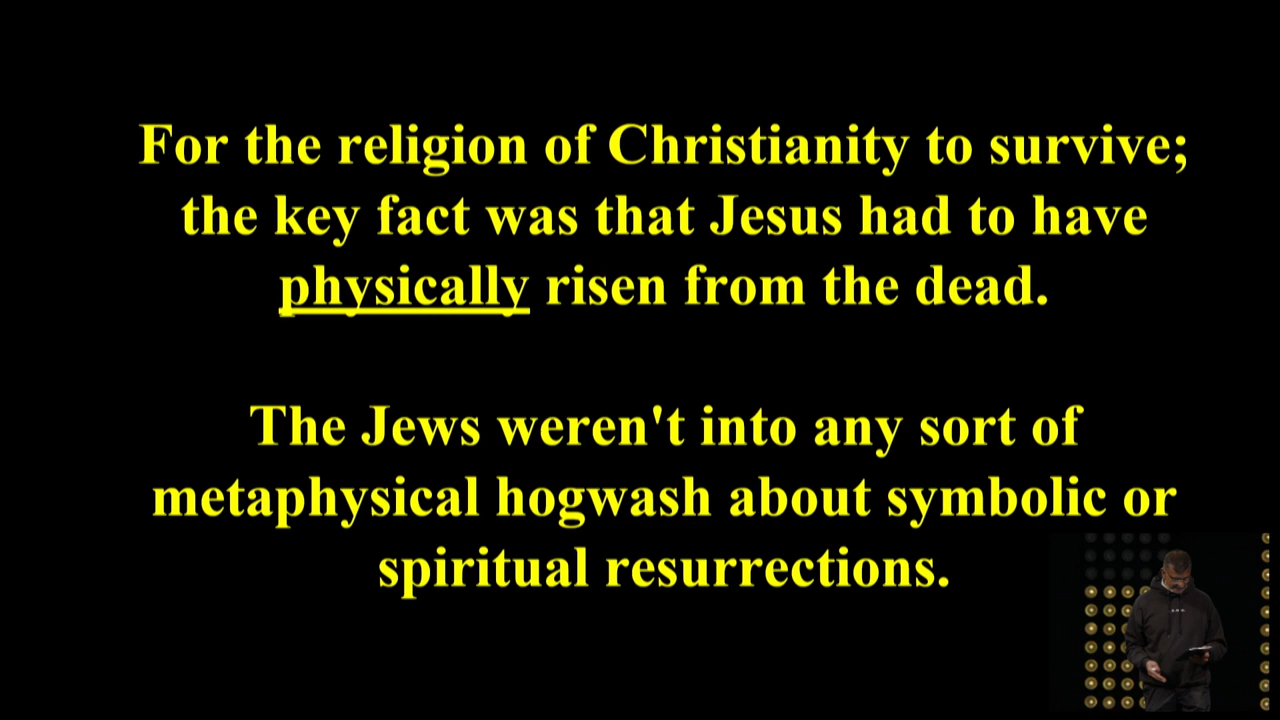 For the religion of Christianity to survive;
the key fact was that Jesus had to have
physically risen from the dead.
The Jews weren't into any sort of
metaphysical hogwash about symbolic or
spiritual resurrections.